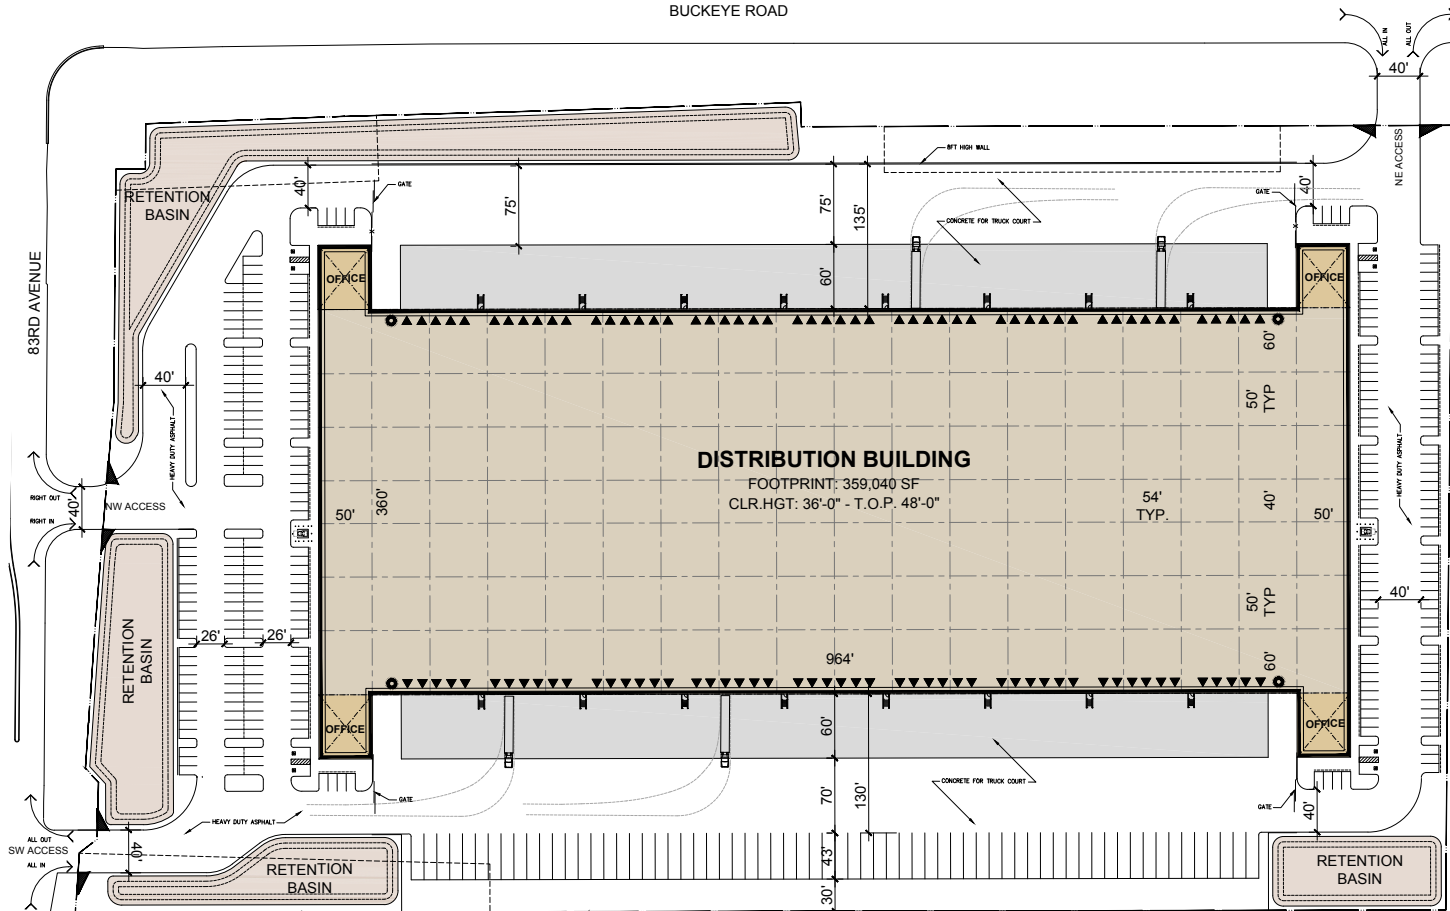 BUCKEYE ROAD
ALL IN
ALL OUT
40'
8FT HIGH WALL
NE ACCESS
RETENTION
BASIN
40'
GATE
75'
75'
135'
CONCRETE FOR TRUCK COURT
GATE
40'
83RD AVENUE
OFFICE
60'
OFFICE
60'
40'
HEAVY DUTY ASPHALT
50'
TYP
HEAVY DUTY ASPHALT
DISTRIBUTION BUILDING
FOOTPRINT: 359,040 SF
CLR.HGT: 36'-0" - T.O.P. 48'-0"
RIGHT OUT
40'
NW ACCESS
RIGHT IN
50'
360'
54'
TYP.
40'
50'
RETENTION
BASIN
26'
26'
50'
TYP
40'
964'
60'
OFFICE
60'
OFFICE
GATE
70'
130'
CONCRETE FOR TRUCK COURT
GATE
40'
HEAVY DUTY ASPHALT
ALL OUT
SW ACCESS
ALL IN
40'
RETENTION
BASIN
43'
30'
RETENTION
BASIN